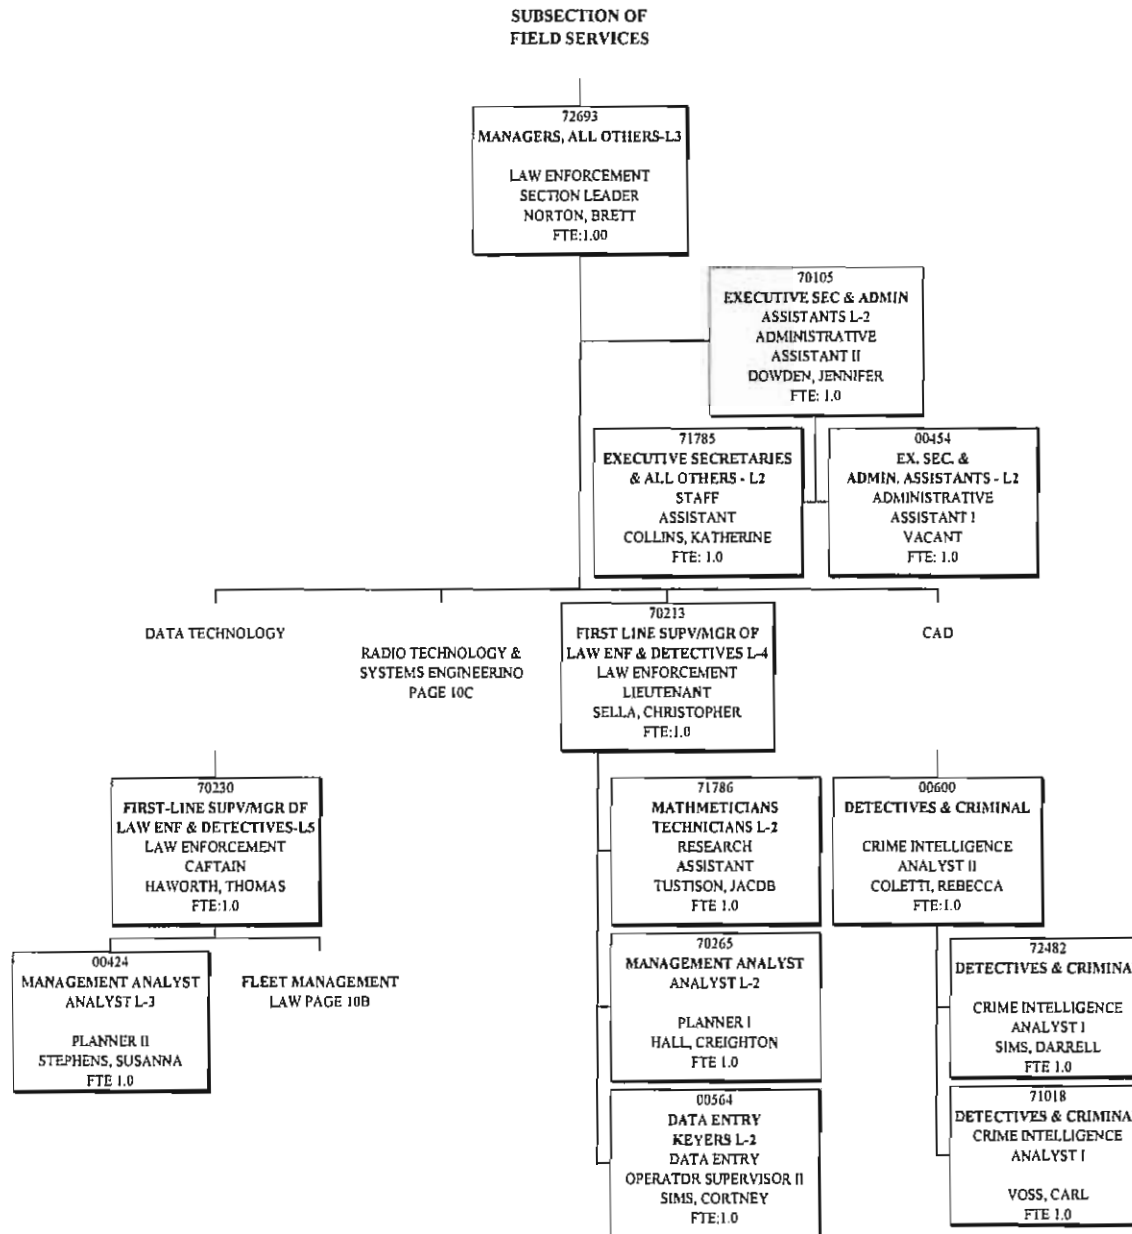 SUBSECTION OF
FIELD SERVICES
72693
MANAGERS, ALL OTHERS-L3
LAW ENFORCEMENT
SECTION LEADER
NORTON, BRETT
FTE:1.00
70105
EXECUTIVE SEC & ADMIN
ASSISTANTS L-2
ADMINISTRATIVE
ASSISTANT II
DOWDEN, JENNIFER
FTE: 1.0
71785
EXECUTIVE SECRETARIES
& ALL OTHERS - L2
STAFF
ASSISTANT
COLLINS, KATHERINE
FTE: 1.0
00454
EX. SEC. &
ADMIN. ASSISTANTS - L2
ADMINISTRATIVE
ASSISTANT I
VACANT
FTE: 1.0
DATA TECHNOLOGY
RADIO TECHNOLOGY &
SYSTEMS ENGINEERINO
PAGE 10C
70213
FIRST LINE SUPV/MGR OF
LAW ENF & DETECTIVES L-4
LAW ENFORCEMENT
LIEUTENANT
SELLA, CHRISTOPHER
FTE:1.0
CAD
70230
FIRST-LINE SUPV/MGR DF
LAW ENF & DETECTIVES-L5
LAW ENFORCEMENT
CAFTAIN
HAWORTH, THOMAS
FTE:1.0
00424
MANAGEMENT ANALYST
ANALYST L-3
PLANNER II
STEPHENS, SUSANNA
FTE 1.0
FLEET MANAGEMENT
LAW PAGE 10B
71786
MATHMETICIANS
TECHNICIANS L-2
RESEARCH
ASSISTANT
TUSTISON, JACDB
FTE 1.0
70265
MANAGEMENT ANALYST
ANALYST L-2
PLANNER I
HALL, CREIGHTON
FTE 1.0
00564
DATA ENTRY
KEYERS L-2
DATA ENTRY
OPERATOR SUPERVISOR II
SIMS, CORTNEY
FTE:1.0
00600
DETECTIVES & CRIMINAL
CRIME INTELLIGENCE
ANALYST II
COLETTI, REBECCA
FTE:1.0
72482
DETECTIVES & CRIMINA
CRIME INTELLIGENCE
ANALYST I
SIMS, DARRELL
FTE 1.0
71018
DETECTIVES & CRIMINA
CRIME INTELLIGENCE
ANALYST I
VOSS, CARL
FTE 1.0